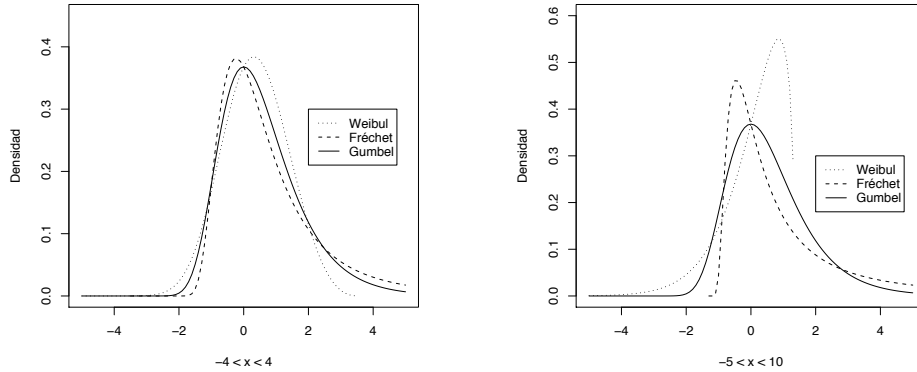 0.4
0.3
0.2
0.1
0.0
Densidad
Weibul
Fréchet
Gumbel
−4 −2 0 2 4
−4 < x < 4
0.6
0.5
0.4
0.3
0.2
0.1
0.0
Densidad
Weibul
Fréchet
Gumbel
−4 −2 0 2 4
−5 < x < 10